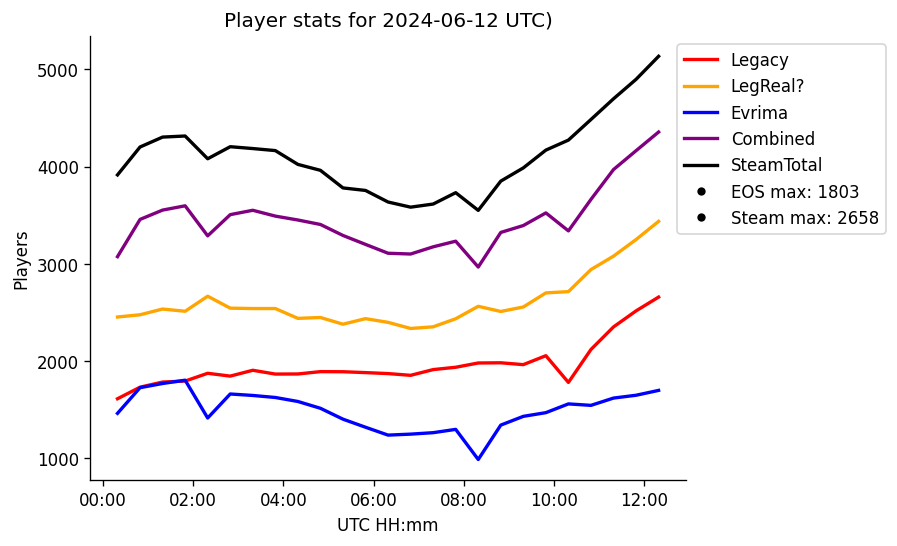 Player stats for 2024-06-12 UTC)
Players
5000
4000
3000
2000
1000
00:00 02:00 04:00 06:00 08:00 10:00 12:00
UTC HH:mm
Legacy
LegReal?
Evrima
Combined
SteamTotal
EOS max: 1803
Steam max: 2658